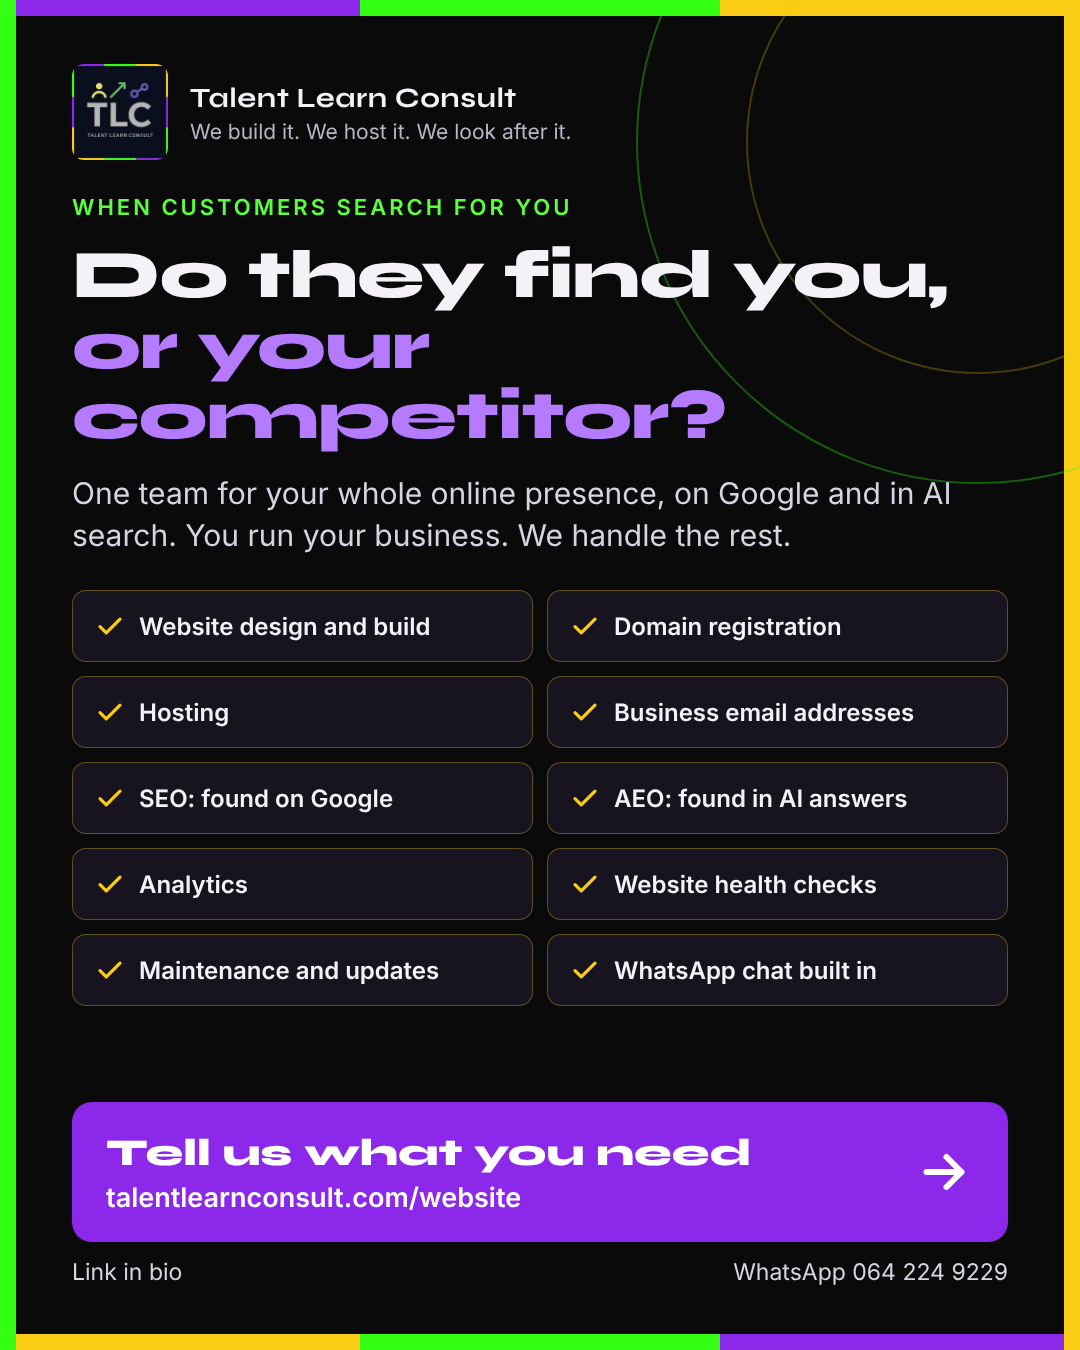 TLC
TALENT LEARN CONSULT
Talent Learn Consult
We build it. We host it. We look after it.
WHEN CUSTOMERS SEARCH FOR YOU
Do they find you,
or your
competitor?
One team for your whole online presence, on Google and in AI
search. You run your business. We handle the rest.
Website design and build
Domain registration
Hosting
Business email addresses
SEO: found on Google
AEO: found in AI answers
Analytics
Website health checks
Maintenance and updates
WhatsApp chat built in
Tell us what you need
talentlearnconsult.com/website
Link in bio
WhatsApp 064 224 9229